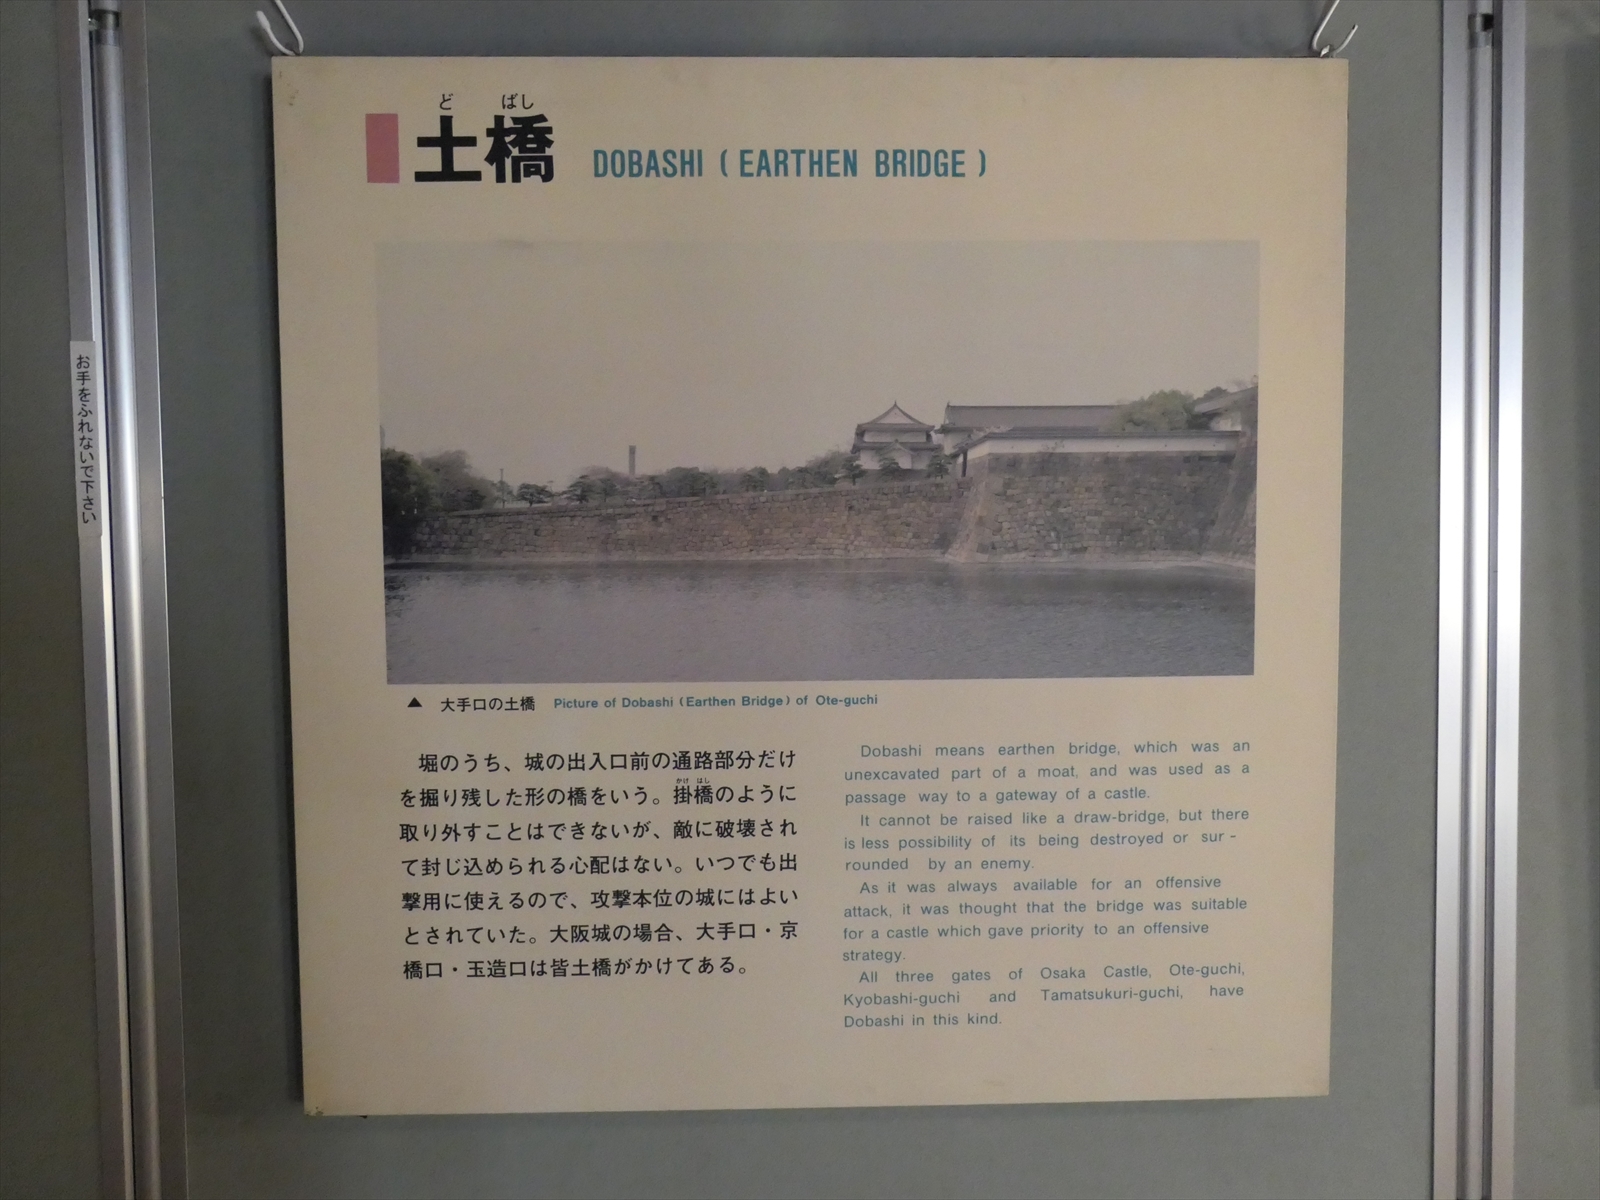 ど ばし
土橋 DOBASHI ( EARTHEN BRIDGE )
▲ 大手口の土橋 Picture of Dobashi (Earthen Bridge) of Ote-guchi
堀のうち、城の出入口前の通路部分だけ
を掘り残した形の橋をいう。掛橋のように
かけ はし
取り外すことはできないが、敵に破壊され
て封じ込められる心配はない。いつでも出
撃用に使えるので、攻撃本位の城にはよい
とされていた。大阪城の場合、大手口・京
橋口・玉造口は皆土橋がかけてある。
Dobashi means earthen bridge, which was an
unexcavated part of a moat, and was used as a
passage way to a gateway of a castle.
It cannot be raised like a draw-bridge, but there
is less possibility of its being destroyed or sur-
rounded by an enemy.
As it was always available for an offensive
attack, it was thought that the bridge was suitable
for a castle which gave priority to an offensive
strategy.
All three gates of Osaka Castle, Ote-guchi,
Kyobashi-guchi and Tamatsukuri-guchi, have
Dobashi in this kind.
お手をふれないで下さい